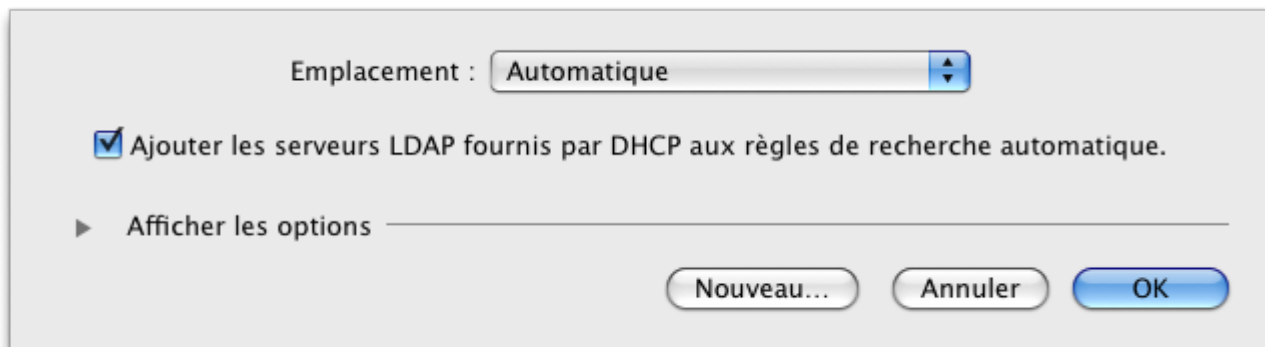 Emplacement : Automatique
Ajouter les serveurs LDAP fournis par DHCP aux règles de recherche automatique.
Afficher les options
Nouveau... Annuler OK